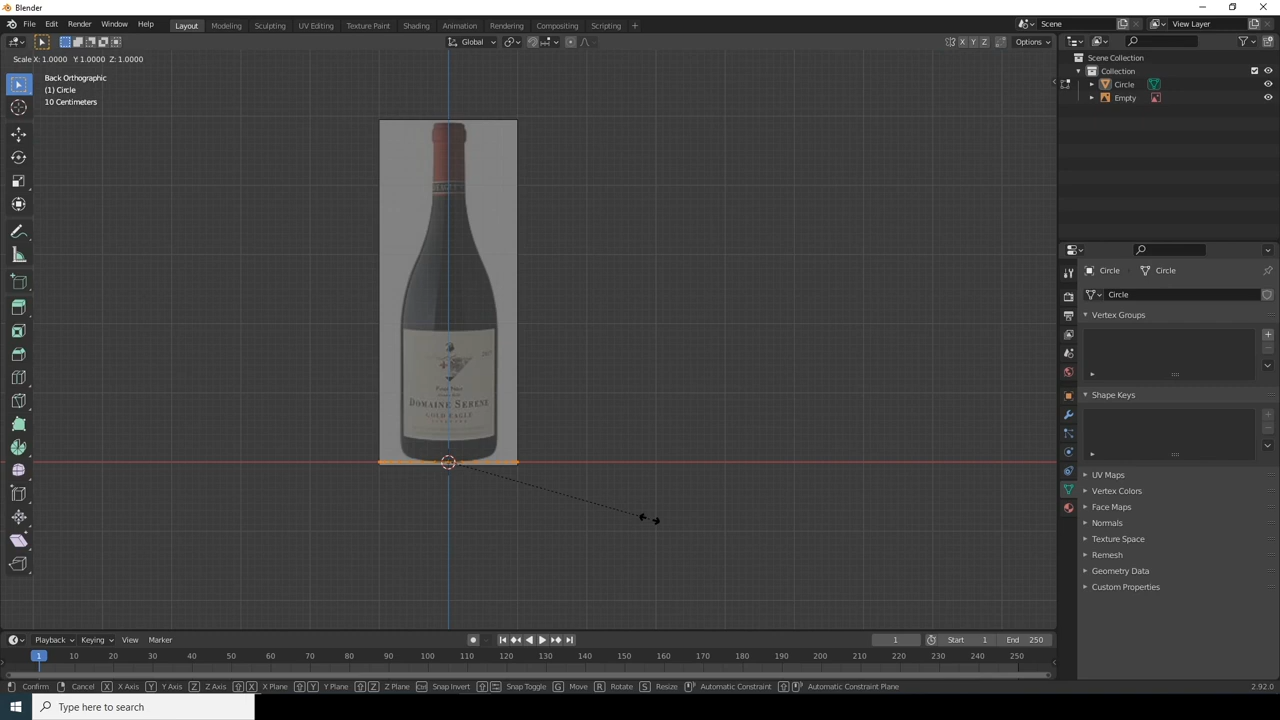 Blender
File Edit Render Window Help Layout Modeling Sculpting UV Editing Texture Paint Shading Animation Rendering Compositing Scripting + Scene View Layer
Global X Y Z Options
Scale X: 1.0000 Y: 1.0000 Z: 1.0000
Back Orthographic
(1) Circle
10 Centimeters
Scene Collection
Collection
Circle
Empty
DOMAINE SERENE
Circle Circle
Circle
Vertex Groups
Shape Keys
UV Maps
Vertex Colors
Face Maps
Normals
Texture Space
Remesh
Geometry Data
Custom Properties
Playback Keying View Marker 1 Start 1 End 250
1 10 20 30 40 50 60 70 80 90 100 110 120 130 140 150 160 170 180 190 200 210 220 230 240 250
Confirm Cancel X X Axis Y Y Axis Z Z Axis X X Plane Y Y Plane Z Z Plane Ctrl Snap Invert Snap Toggle G Move R Rotate S Resize Automatic Constraint Automatic Constraint Plane 2.92.0
Type here to search